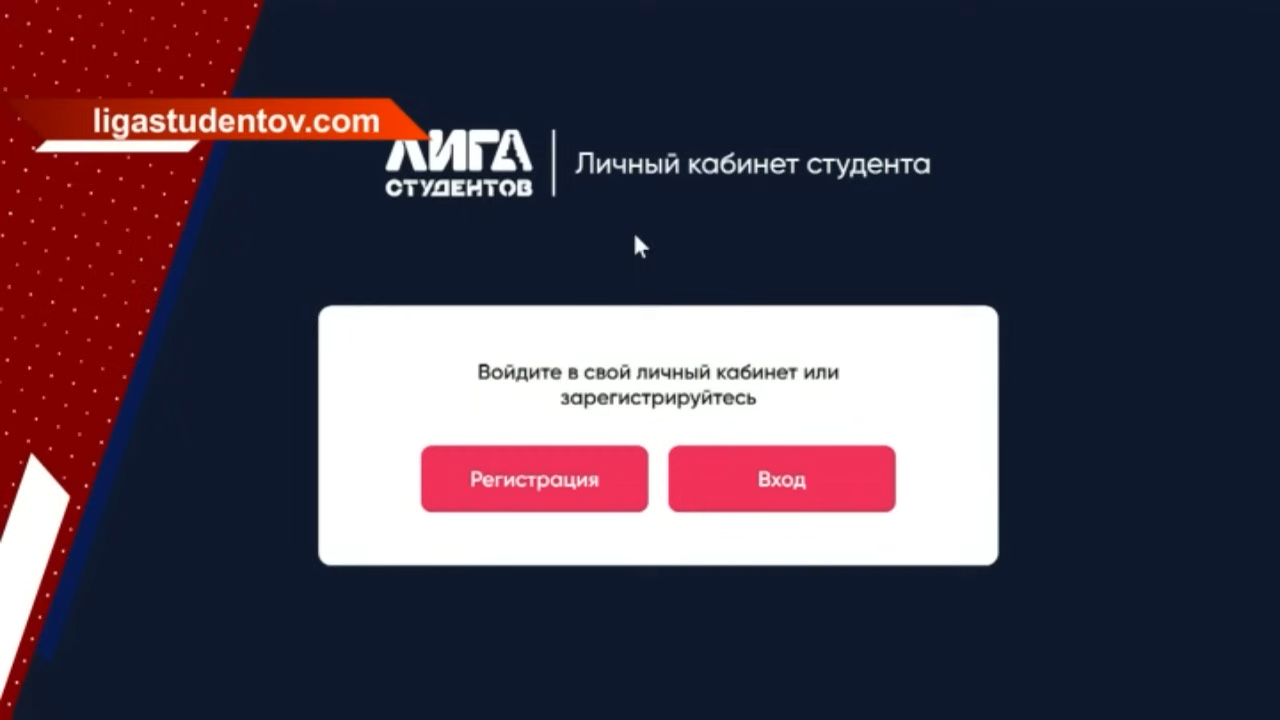 ligastudentov.com
ЛИГА
СТУДЕНТОВ
Личный кабинет студента
Войдите в свой личный кабинет или
зарегистрируйтесь
Регистрация
Вход